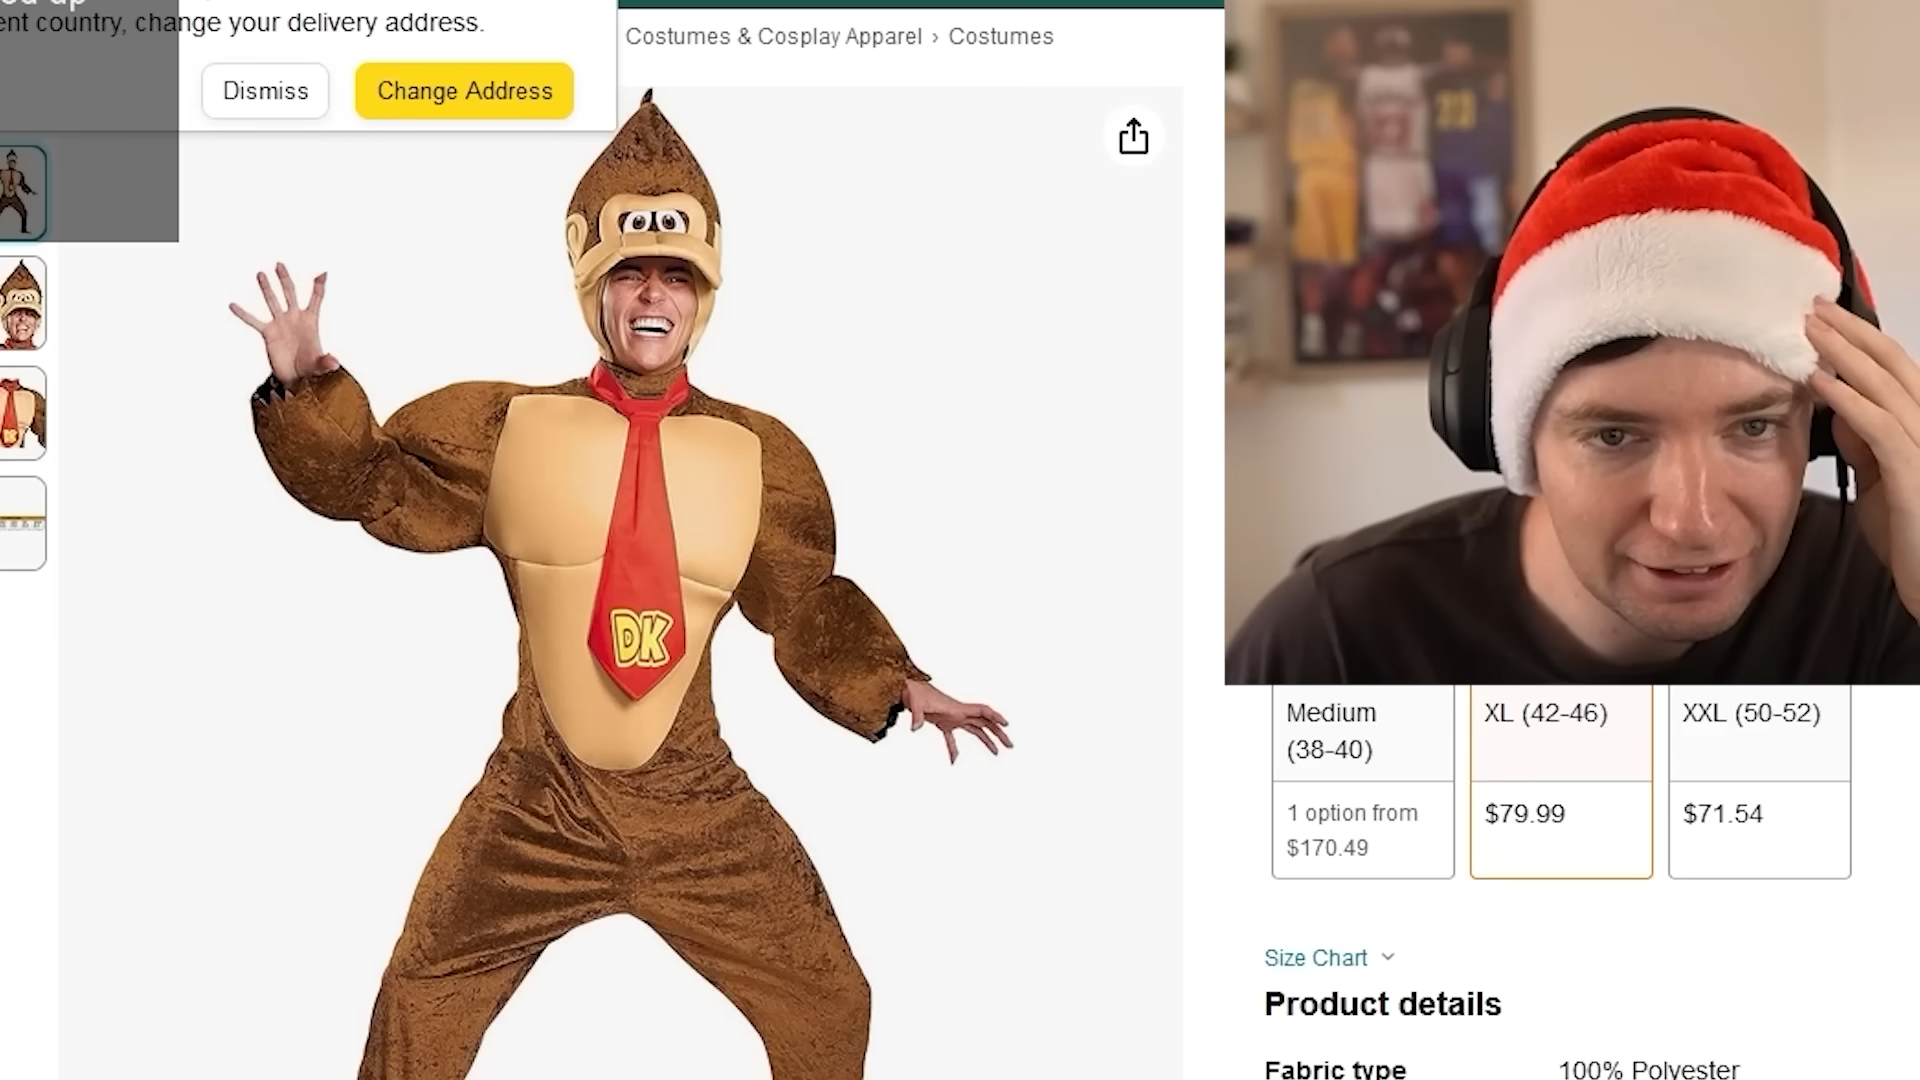 ent country, change your delivery address.
Dismiss
Change Address
Costumes & Cosplay Apparel › Costumes
DK
Medium
(38-40)
1 option from
$170.49
XL (42-46)
$79.99
XXL (50-52)
$71.54
Size Chart
Product details
Fabric type
100% Polyester